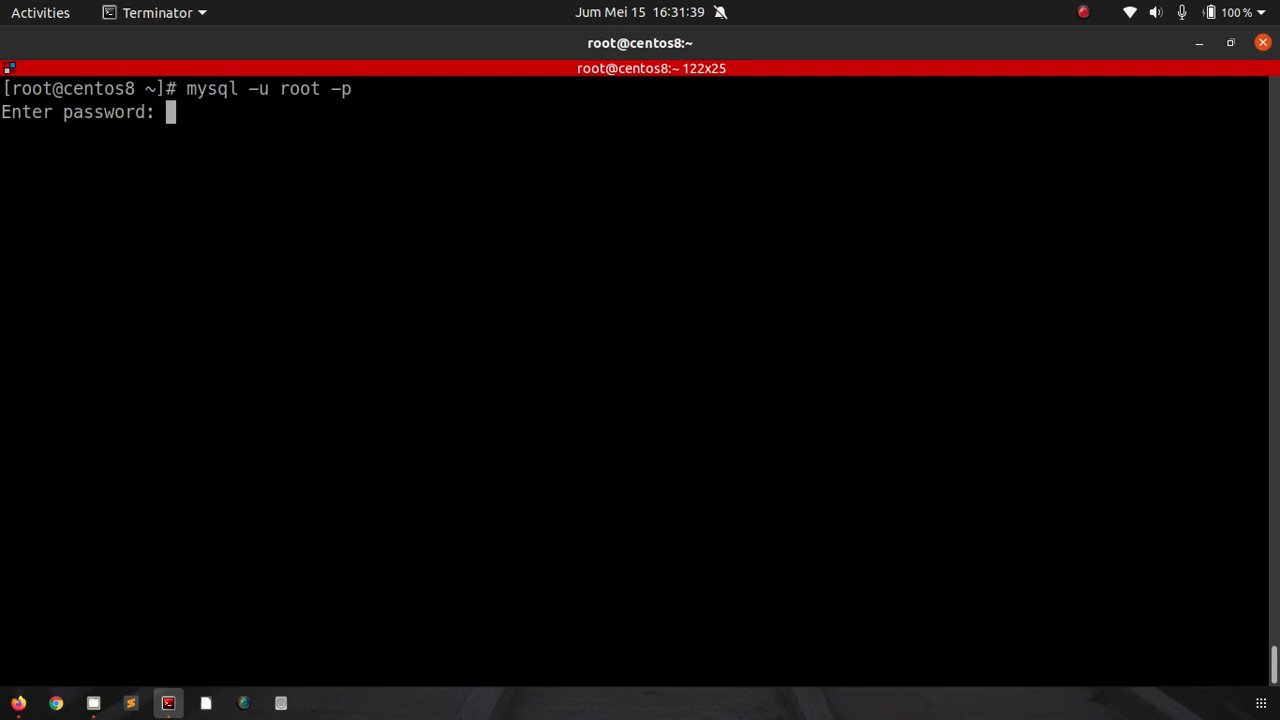 Activities Terminator Jum Mei 15 16:31:39 100 %
root@centos8:~
root@centos8:~ 122x25
[root@centos8 ~]# mysql -u root -p
Enter password: